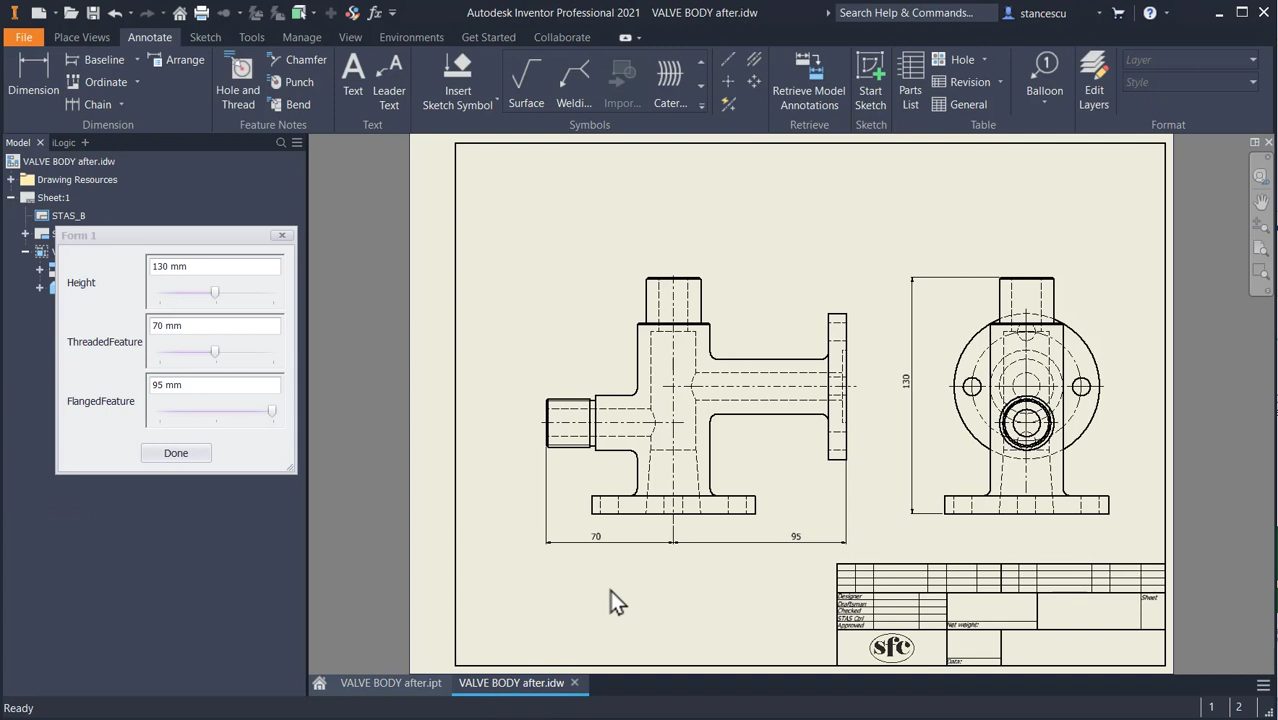 Autodesk Inventor Professional 2021 VALVE BODY after.idw
Search Help & Commands...
stancescu
File
Place Views
Annotate
Sketch
Tools
Manage
View
Environments
Get Started
Collaborate
Dimension
Baseline
Ordinate
Chain
Arrange
Dimension
Hole and Thread
Chamfer
Punch
Bend
Feature Notes
Text
Leader Text
Text
Insert Sketch Symbol
Surface
Weldi...
Impor...
Cater...
Symbols
Retrieve Model Annotations
Retrieve
Start Sketch
Sketch
Parts List
Hole
Revision
General
Table
Balloon
Edit Layers
Layer
Style
Format
Model
iLogic
VALVE BODY after.idw
Drawing Resources
Sheet:1
STAS_B
Form 1
Height
130 mm
ThreadedFeature
70 mm
FlangedFeature
95 mm
Done
130
70
95
Designer
Draftsman
Checked
STAS Ctrl
Approved
Net weight:
Sheet
sfc
Data:
VALVE BODY after.ipt
VALVE BODY after.idw
Ready
1
2